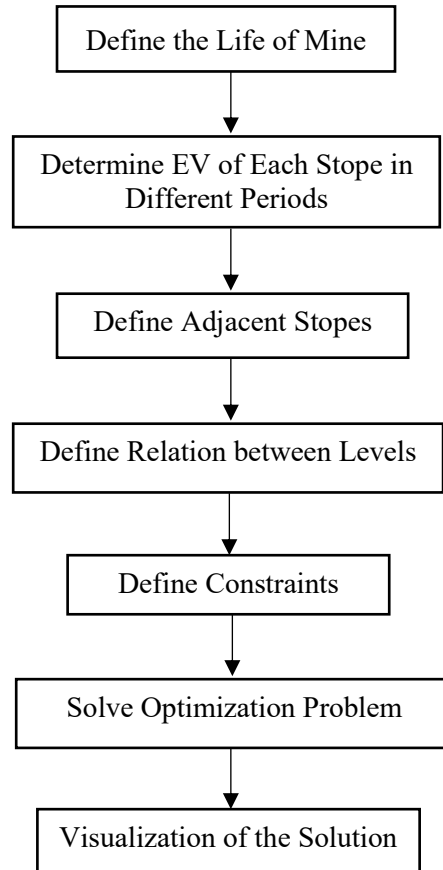 Define the Life of Mine
Determine EV of Each Stope in
Different Periods
Define Adjacent Stopes
Define Relation between Levels
Define Constraints
Solve Optimization Problem
Visualization of the Solution